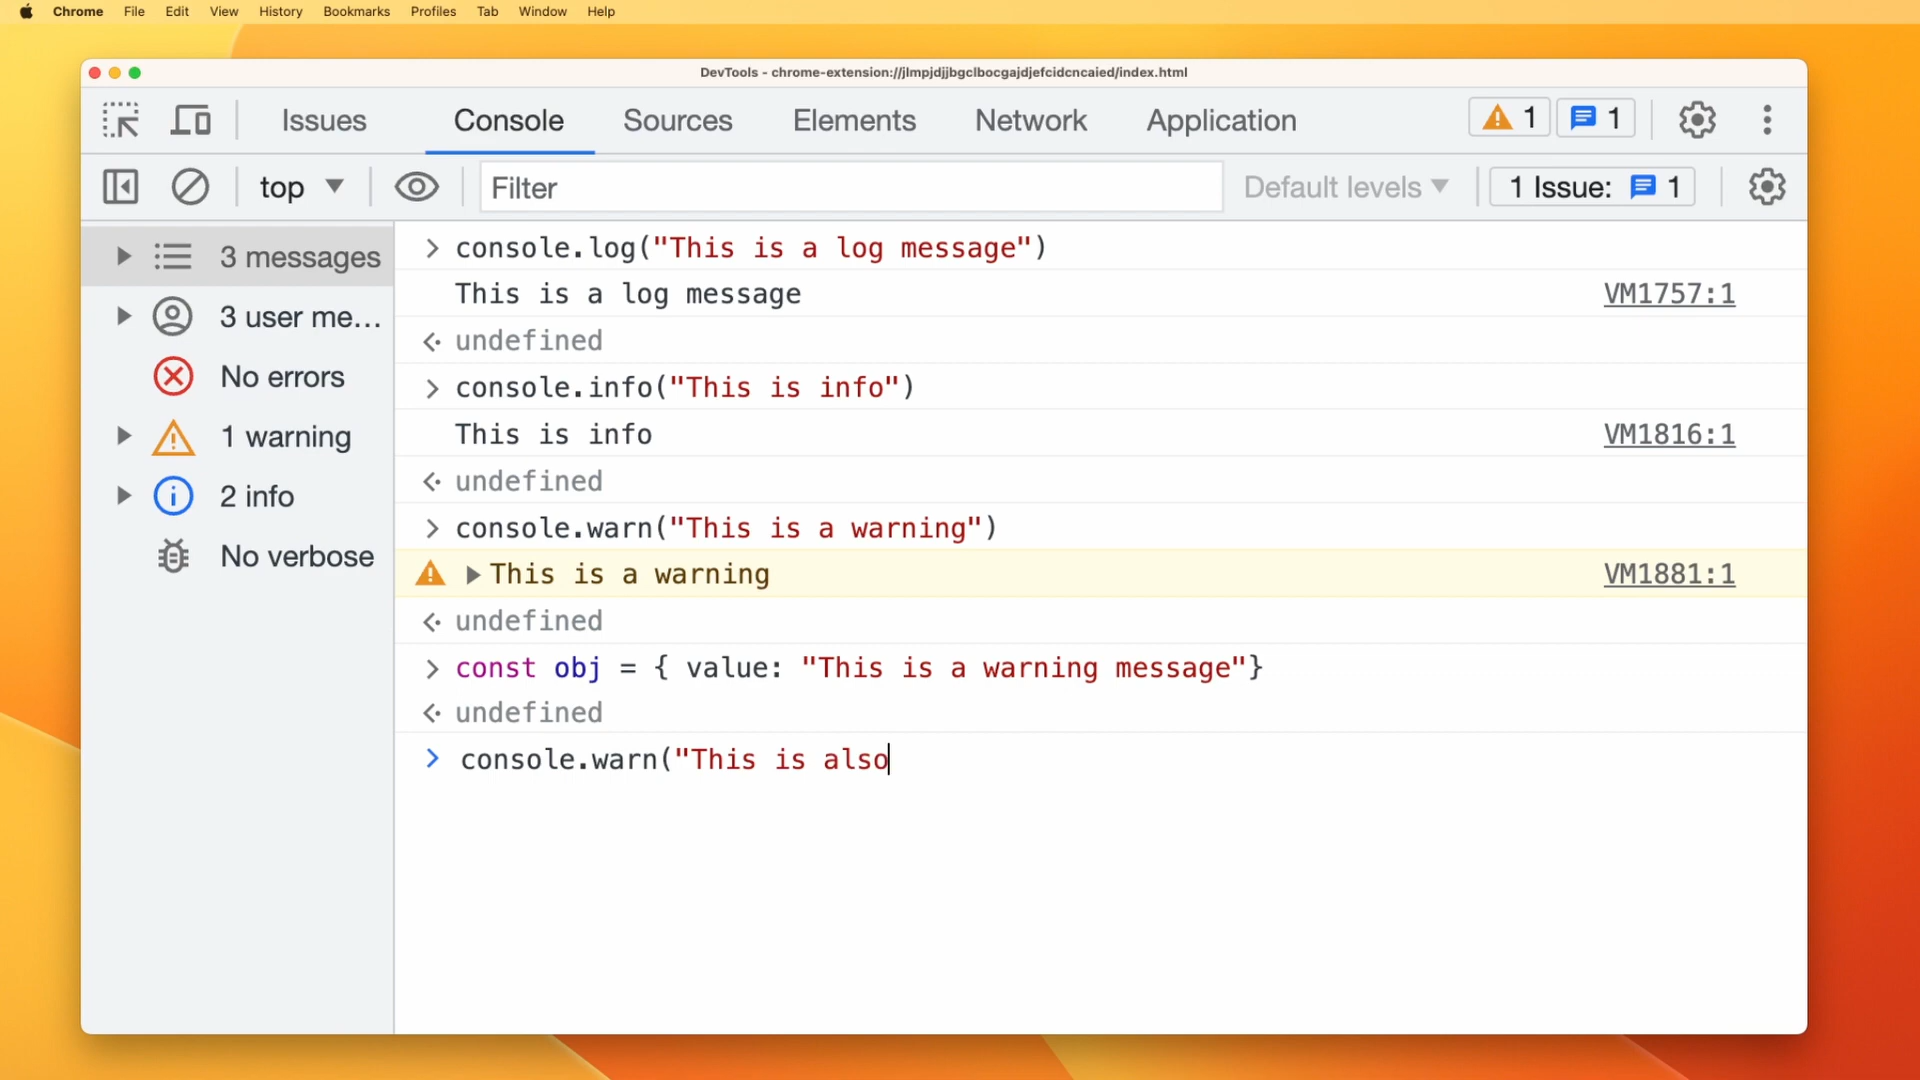 Chrome File Edit View History Bookmarks Profiles Tab Window Help
DevTools - chrome-extension://jlmpjdjjbgclbocgajdjefcidcncaied/index.html
Issues Console Sources Elements Network Application 1 1
top Filter Default levels 1 Issue: 1
3 messages
3 user me...
No errors
1 warning
2 info
No verbose
> console.log("This is a log message")
This is a log message VM1757:1
undefined
> console.info("This is info")
This is info VM1816:1
undefined
> console.warn("This is a warning")
This is a warning VM1881:1
undefined
> const obj = { value: "This is a warning message"}
undefined
> console.warn("This is also